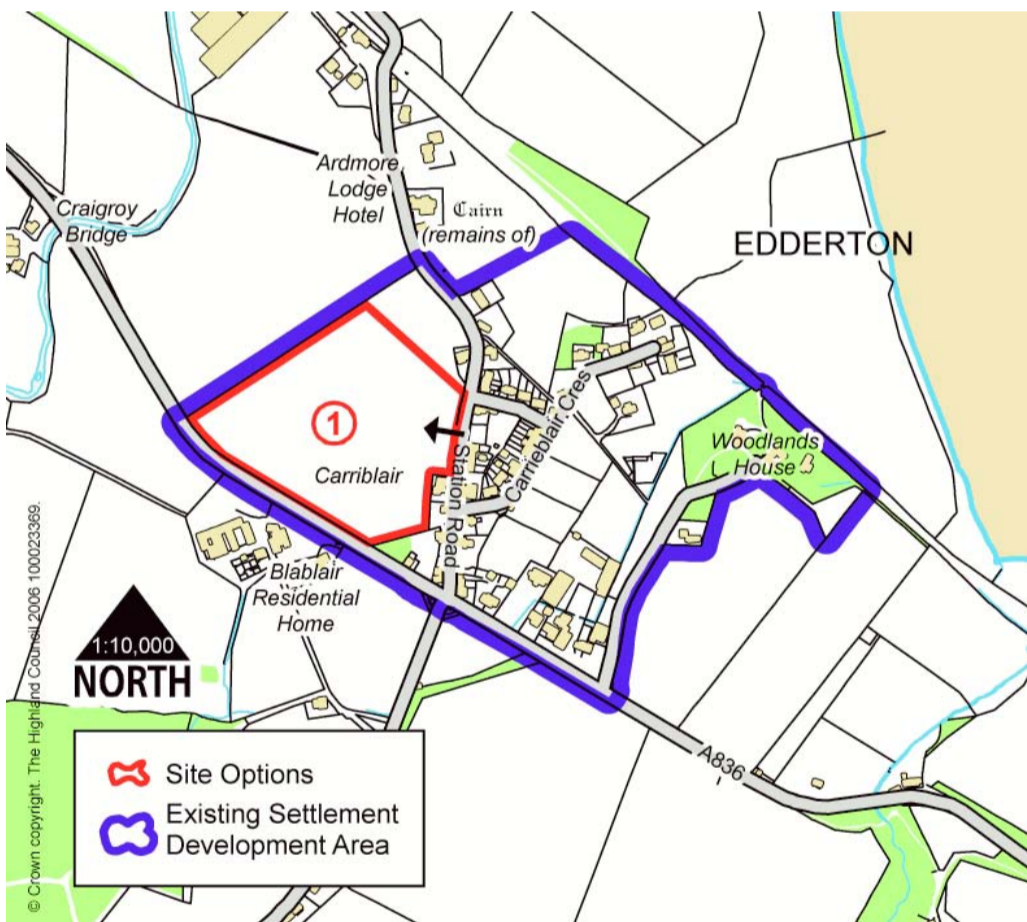 Ardmore
Lodge
Hotel
Craigroy
Bridge
Cairn
(remains of)
EDDERTON
1
Carriblair
Station Road
Carrieblair Cres
Woodlands
House
Blablair
Residential
Home
1:10,000
NORTH
A836
Site Options
Existing Settlement
Development Area
© Crown copyright. The Highland Council 2006 100023369.